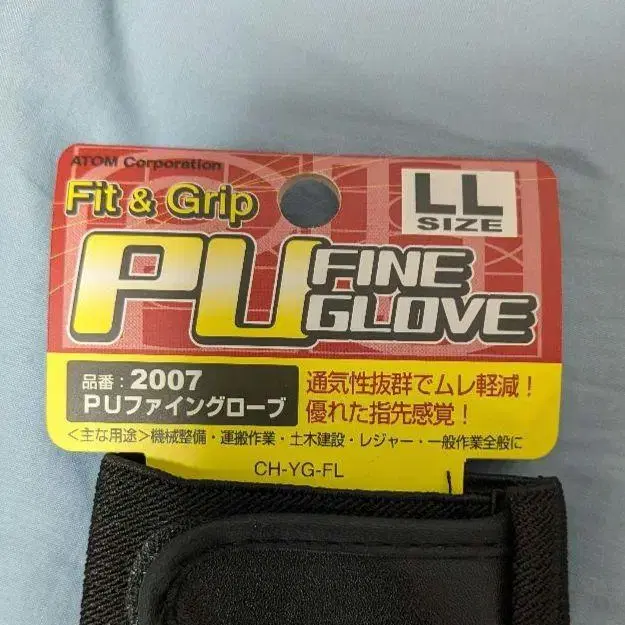 ATOM Corporation
Fit & Grip
LL
SIZE
PU FINE
GLOVE
品番：2007
PUファイングローブ
通気性抜群でムレ軽減！
優れた指先感覚！
＜主な用途＞機械整備・運搬作業・土木建設・レジャー・一般作業全般に
CH-YG-FL